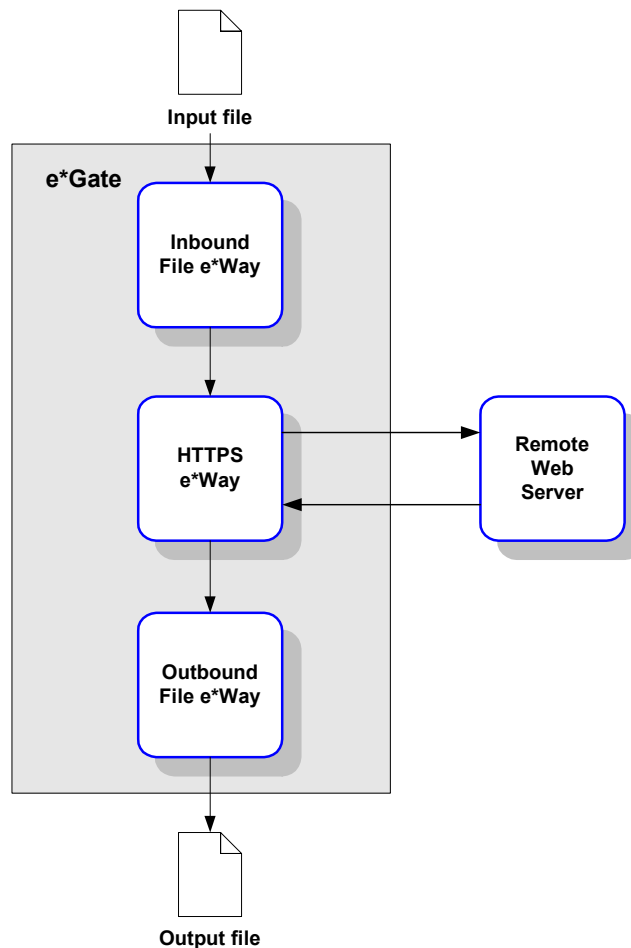 Input file
e*Gate
Inbound
File e*Way
HTTPS
e*Way
Remote
Web
Server
Outbound
File e*Way
Output file